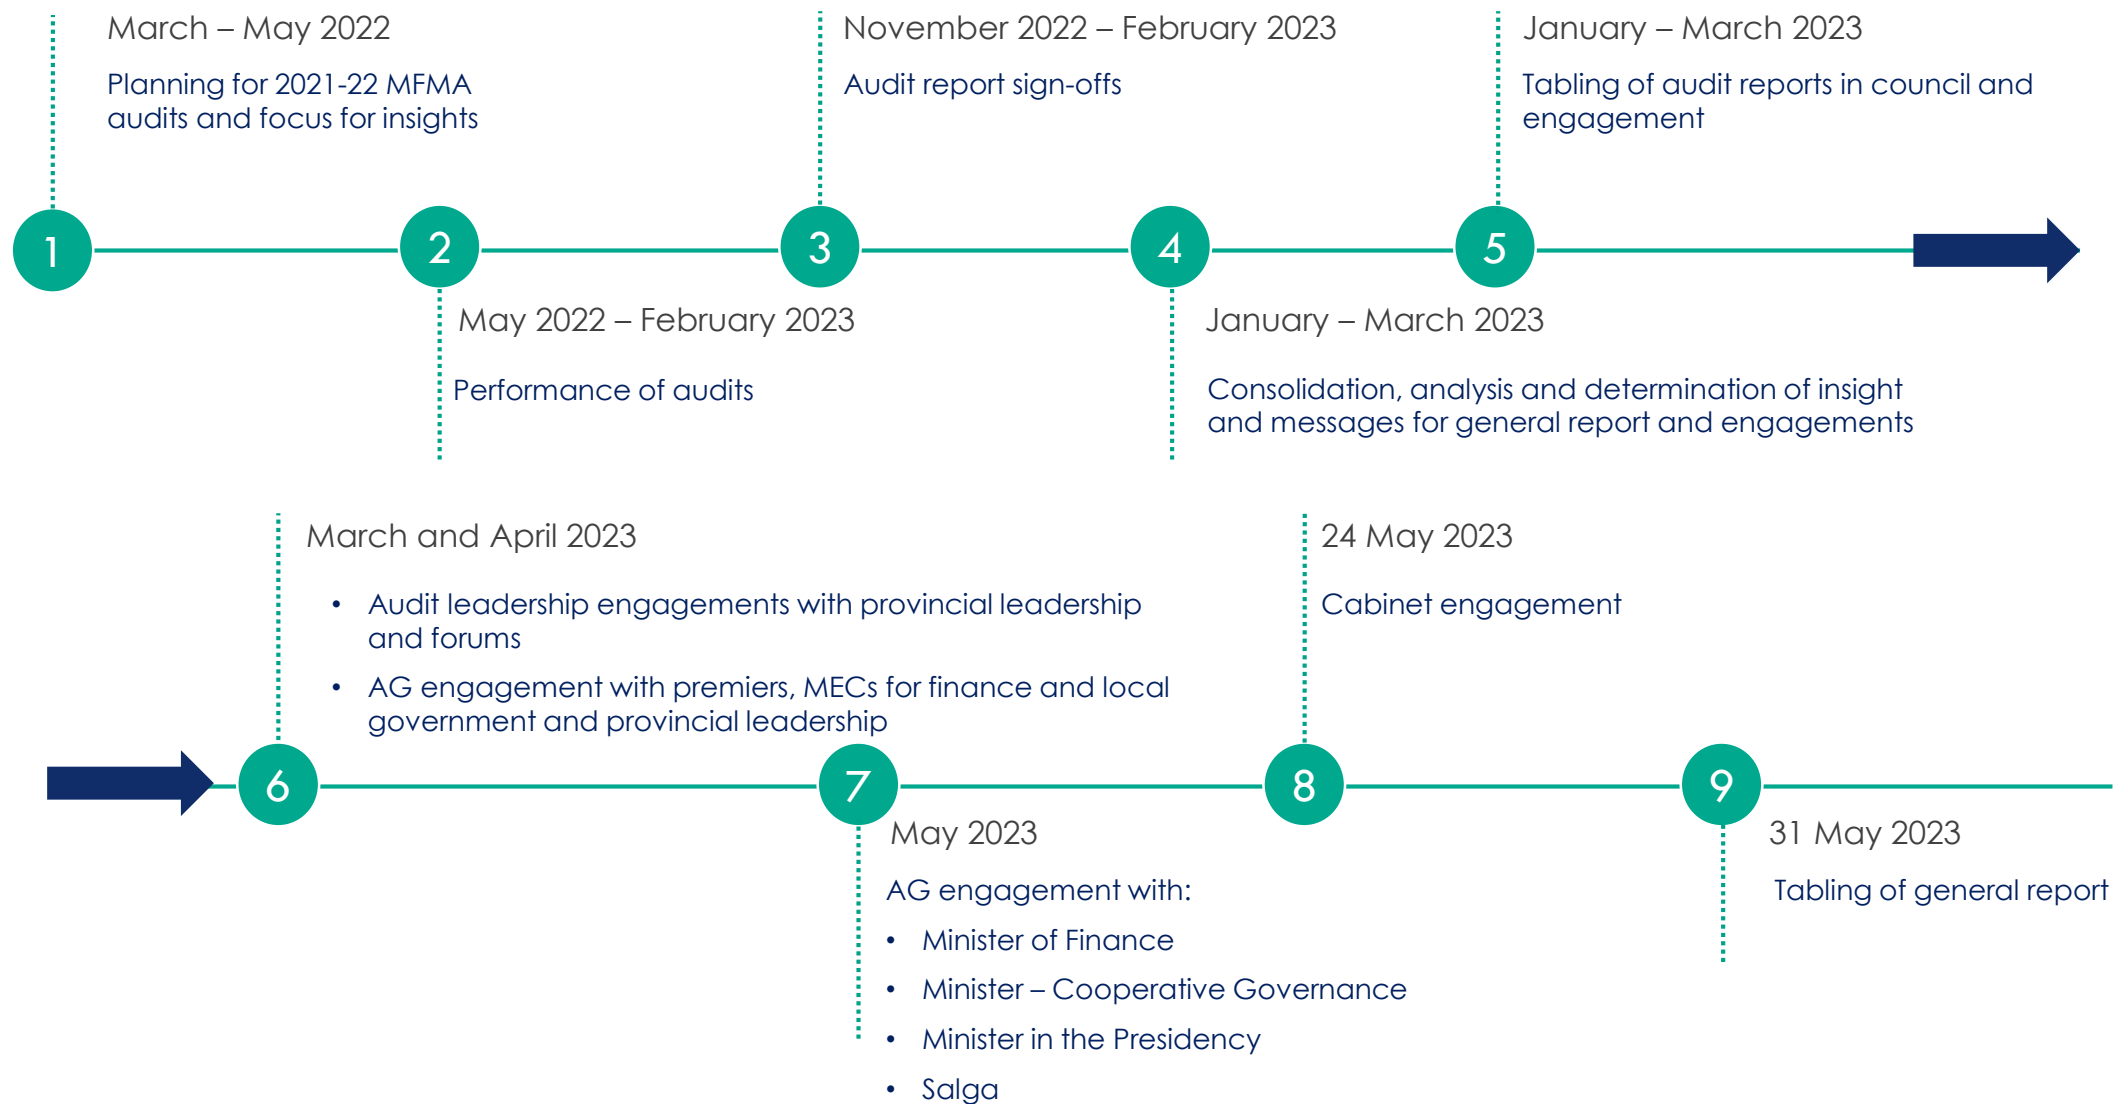 1
March – May 2022
Planning for 2021-22 MFMA
audits and focus for insights
2
May 2022 – February 2023
Performance of audits
3
November 2022 – February 2023
Audit report sign-offs
4
January – March 2023
Consolidation, analysis and determination of insight
and messages for general report and engagements
5
January – March 2023
Tabling of audit reports in council and
engagement
6
March and April 2023
• Audit leadership engagements with provincial leadership
and forums
• AG engagement with premiers, MECs for finance and local
government and provincial leadership
7
May 2023
AG engagement with:
• Minister of Finance
• Minister – Cooperative Governance
• Minister in the Presidency
• Salga
8
24 May 2023
Cabinet engagement
9
31 May 2023
Tabling of general report